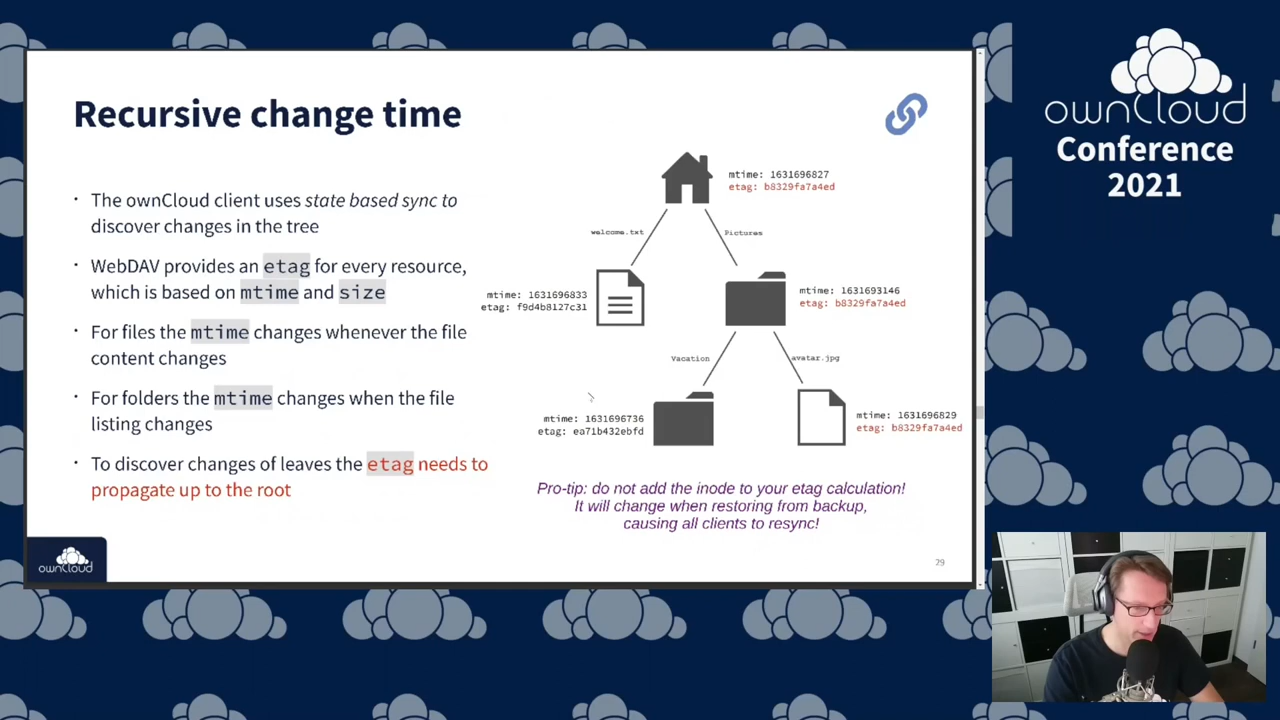 Recursive change time
· The ownCloud client uses state based sync to
discover changes in the tree
· WebDAV provides an etag for every resource,
which is based on mtime and size
· For files the mtime changes whenever the file
content changes
· For folders the mtime changes when the file
listing changes
· To discover changes of leaves the etag needs to
propagate up to the root
mtime: 1631696827
etag: b8329fa7a4ed
welcome.txt
Pictures
mtime: 1631696833
etag: f9d4b8127c31
mtime: 1631693146
etag: b8329fa7a4ed
Vacation
avatar.jpg
mtime: 1631696736
etag: ea71b432ebfd
mtime: 1631696829
etag: b8329fa7a4ed
Pro-tip: do not add the inode to your etag calculation!
It will change when restoring from backup,
causing all clients to resync!
ownCloud
29
ownCloud
Conference
2021